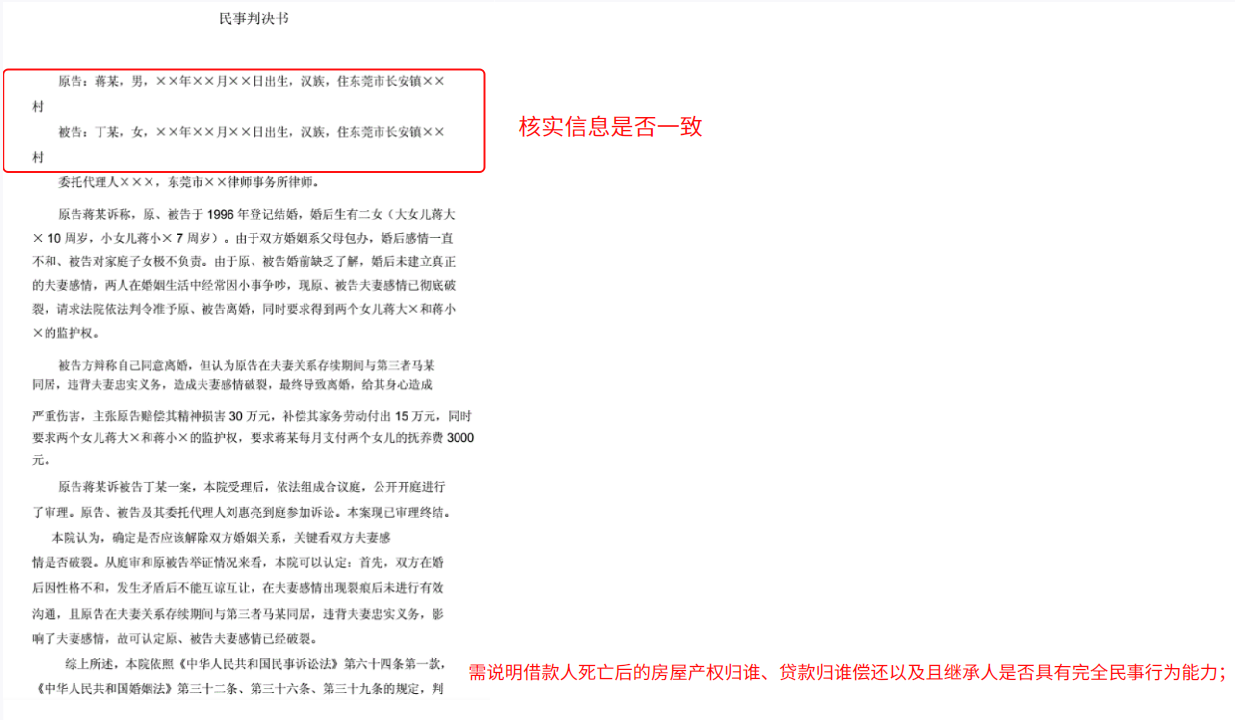 民事判决书
原告：蒋某，男，××年××月××日出生，汉族，住东莞市长安镇××
村
被告：丁某，女，××年××月××日出生，汉族，住东莞市长安镇××
村
核实信息是否一致
委托代理人×××，东莞市××律师事务所律师。
原告蒋某诉称，原、被告于 1996 年登记结婚，婚后生有二女（大女儿蒋大
× 10 周岁，小女儿蒋小× 7 周岁）。由于双方婚姻系父母包办，婚后感情一直
不和、被告对家庭子女极不负责。由于原、被告婚前缺乏了解，婚后未建立真正
的夫妻感情，两人在婚姻生活中经常因小事争吵，现原、被告夫妻感情已彻底破
裂，请求法院依法判令准予原、被告离婚，同时要求得到两个女儿蒋大×和蒋小
×的监护权。
被告方辩称自己同意离婚，但认为原告在夫妻关系存续期间与第三者马某
同居，违背夫妻忠实义务，造成夫妻感情破裂，最终导致离婚，给其身心造成
严重伤害，主张原告赔偿其精神损害 30 万元，补偿其家务劳动付出 15 万元，同时
要求两个女儿蒋大×和蒋小×的监护权，要求蒋某每月支付两个女儿的抚养费 3000
元。
原告蒋某诉被告丁某一案，本院受理后，依法组成合议庭，公开开庭进行
了审理。原告、被告及其委托代理人刘惠亮到庭参加诉讼。本案现已审理终结。
本院认为，确定是否应该解除双方婚姻关系，关键看双方夫妻感
情是否破裂。从庭审和原被告举证情况来看，本院可以认定：首先，双方在婚
后因性格不和，发生矛盾后不能互谅互让，在夫妻感情出现裂痕后未进行有效
沟通，且原告在夫妻关系存续期间与第三者马某同居，违背夫妻忠实义务，影
响了夫妻感情，故可认定原、被告夫妻感情已经破裂。
综上所述，本院依照《中华人民共和国民事诉讼法》第六十四条第一款，
《中华人民共和国婚姻法》第三十二条、第三十六条、第三十九条的规定，判
需说明借款人死亡后的房屋产权归谁、贷款归谁偿还以及且继承人是否具有完全民事行为能力；